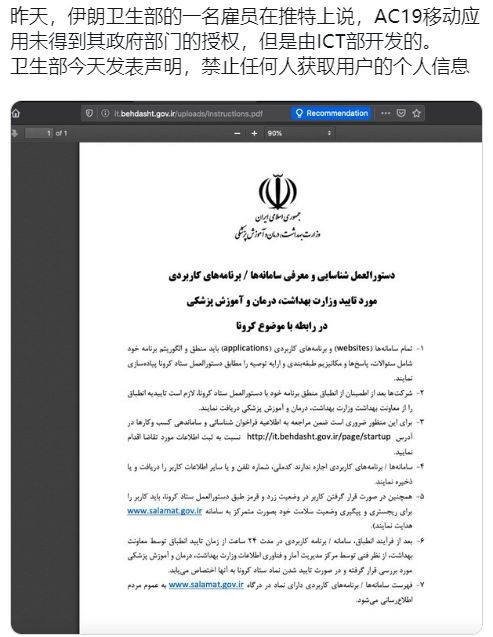 昨天，伊朗卫生部的一名雇员在推特上说，AC19移动应
用未得到其政府部门的授权，但是由ICT部开发的。
卫生部今天发表声明，禁止任何人获取用户的个人信息
it.behdasht.gov.ir/uploads/Instructions.pdf
Recommendation
1 of 1
90%
جمهوری اسلامی ایران
وزارت بهداشت، درمان و آموزش پزشکی
دستورالعمل شناسایی و معرفی سامانه‌ها / برنامه‌های کاربردی
مورد تایید وزارت بهداشت، درمان و آموزش پزشکی
در رابطه با موضوع کرونا
۱- تمام سامانه‌ها (websites) و برنامه‌های کاربردی (applications) باید منطق و الگوریتم برنامه خود
شامل سئوالات، پاسخ‌ها و مکانیزم طبقه‌بندی و ارایه توصیه را مطابق دستورالعمل ستاد کرونا پیاده‌سازی
نمایند.
۲- شرکت‌ها بعد از اطمینان از انطباق منطق برنامه خود با دستورالعمل ستاد کرونا، لازم است تاییدیه انطباق
را از معاونت بهداشت وزارت بهداشت، درمان و آموزش پزشکی دریافت نمایند.
۳- برای این منظور ضروری است ضمن مراجعه به اطلاعیه فراخوان شناسائی و ساماندهی کسب وکارها در
آدرس http://it.behdasht.gov.ir/page/startup نسبت به ثبت اطلاعات مورد تقاضا اقدام
نمایند.
۴- سامانه‌ها / برنامه‌های کاربردی اجازه ندارند کدملی، شماره تلفن و یا سایر اطلاعات کاربر را دریافت و یا
ذخیره نمایند.
۵- همچنین در صورت قرار گرفتن کاربر در وضعیت زرد و قرمز طبق دستورالعمل ستاد کرونا، باید کاربر را
برای ریجستری و پیگیری وضعیت سلامت خود بصورت متمرکز به سامانه www.salamat.gov.ir
هدایت نمایند).
۶- بعد از فرآیند انطباق، سامانه / برنامه کاربردی در مدت ۲۴ ساعت از زمان تایید انطباق توسط معاونت
بهداشت، از نظر فنی توسط مرکز مدیریت آمار و فناوری اطلاعات وزارت بهداشت، درمان و آموزش پزشکی
مورد بررسی قرار گرفته و در صورت تایید شدن نماد ستاد کرونا به آنها اختصاص می‌یابد.
۷- فهرست سامانه‌ها / برنامه‌های کاربردی دارای نماد در درگاه www.salamat.gov.ir به عموم مردم
اطلاع‌رسانی می‌شود.